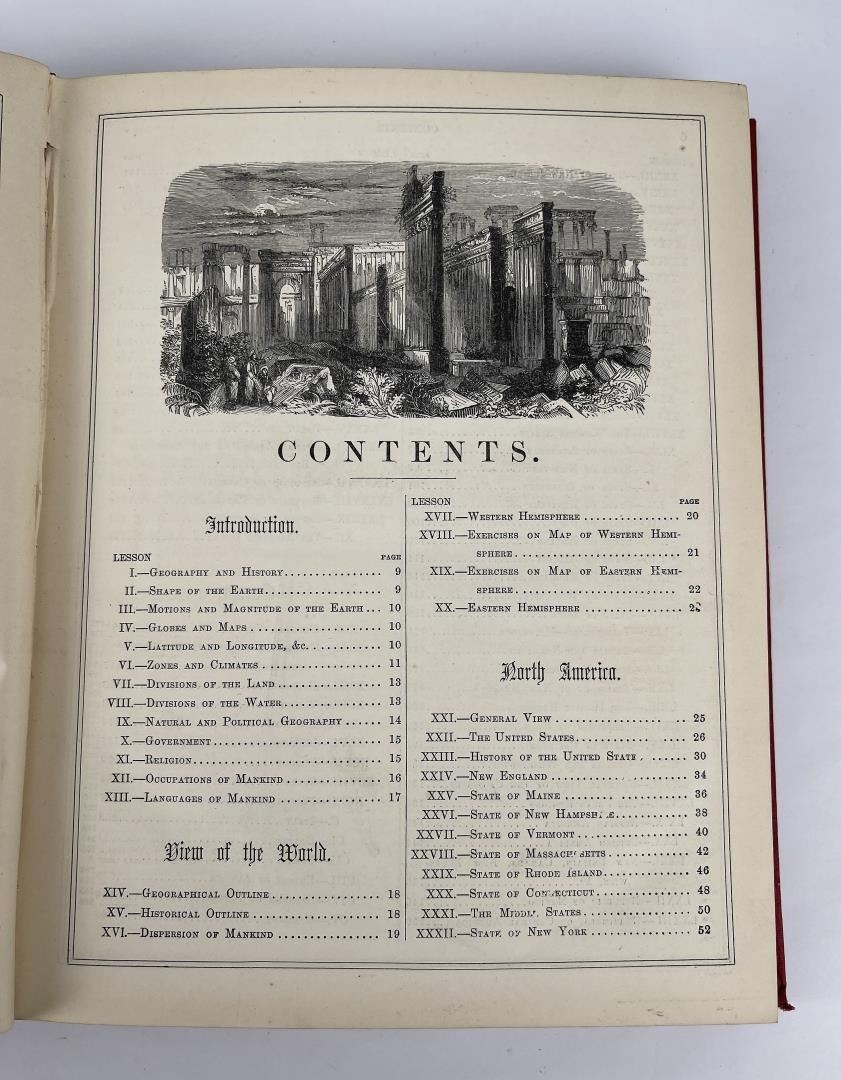 CONTENTS.
Introduction.
LESSON PAGE
I.—Geography and History................ 9
II.—Shape of the Earth................... 9
III.—Motions and Magnitude of the Earth... 10
IV.—Globes and Maps..................... 10
V.—Latitude and Longitude, &c............ 10
VI.—Zones and Climates................... 11
VII.—Divisions of the Land................. 13
VIII.—Divisions of the Water................ 13
IX.—Natural and Political Geography...... 14
X.—Government......................... 15
XI.—Religion............................ 15
XII.—Occupations of Mankind............... 16
XIII.—Languages of Mankind................ 17
View of the World.
XIV.—Geographical Outline.................. 18
XV.—Historical Outline.................... 18
XVI.—Dispersion of Mankind................. 19
LESSON PAGE
XVII.—Western Hemisphere................ 20
XVIII.—Exercises on Map of Western Hemi-
sphere............................ 21
XIX.—Exercises on Map of Eastern Hemi-
sphere............................ 22
XX.—Eastern Hemisphere................
North America.
XXI.—General View...................... 25
XXII.—The United States.................. 26
XXIII.—History of the United State....... 30
XXIV.—New England...................... 34
XXV.—State of Maine..................... 36
XXVI.—State of New Hampshire............ 38
XXVII.—State of Vermont................... 40
XXVIII.—State of Massachusetts.............. 42
XXIX.—State of Rhode Island............... 46
XXX.—State of Connecticut................ 48
XXXI.—The Middle States.................. 50
XXXII.—State of New York................. 52